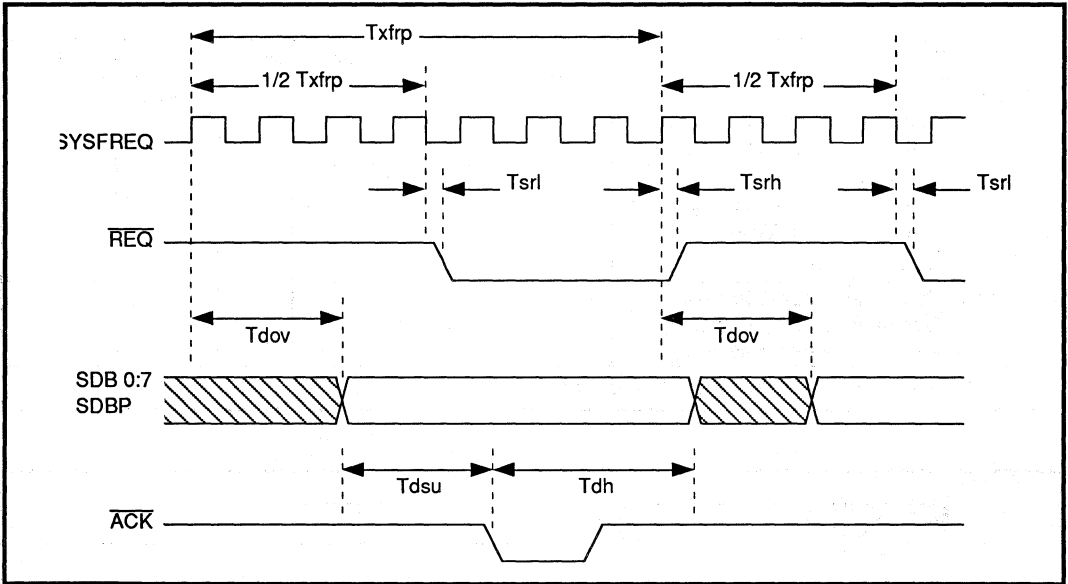 Txfrp
1/2 Txfrp 1/2 Txfrp
SYSFREQ
Tsrl Tsrh Tsrl
REQ
Tdov Tdov
SDB 0:7
SDBP
Tdsu Tdh
ACK